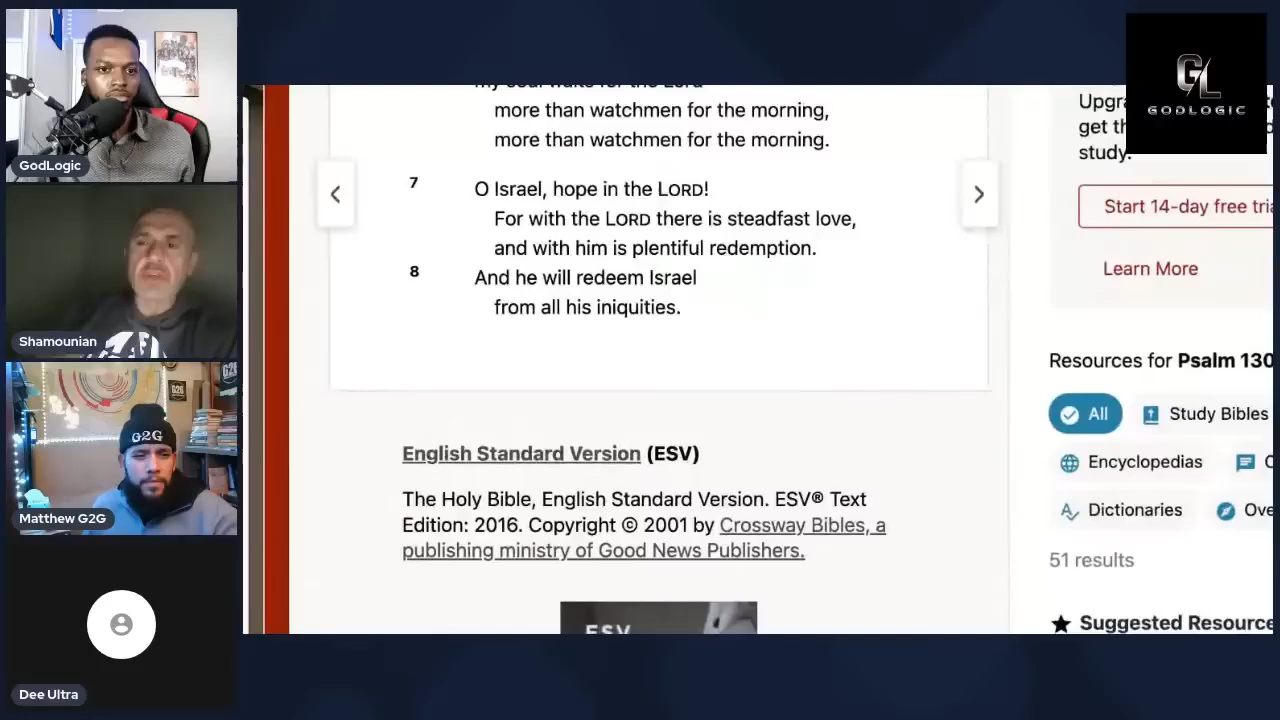 GodLogic
Shamounian
G2G
G2G
Matthew G2G
Dee Ultra
more than watchmen for the morning,
more than watchmen for the morning.
7 O Israel, hope in the LORD!
For with the LORD there is steadfast love,
and with him is plentiful redemption.
8 And he will redeem Israel
from all his iniquities.
English Standard Version (ESV)
The Holy Bible, English Standard Version. ESV® Text
Edition: 2016. Copyright © 2001 by Crossway Bibles, a
publishing ministry of Good News Publishers.
ESV
GL
GODLOGIC
get
study.
Start 14-day free
Learn More
Resources for Psalm 130
All
Study Bibles
Encyclopedias
Dictionaries
51 results
Suggested